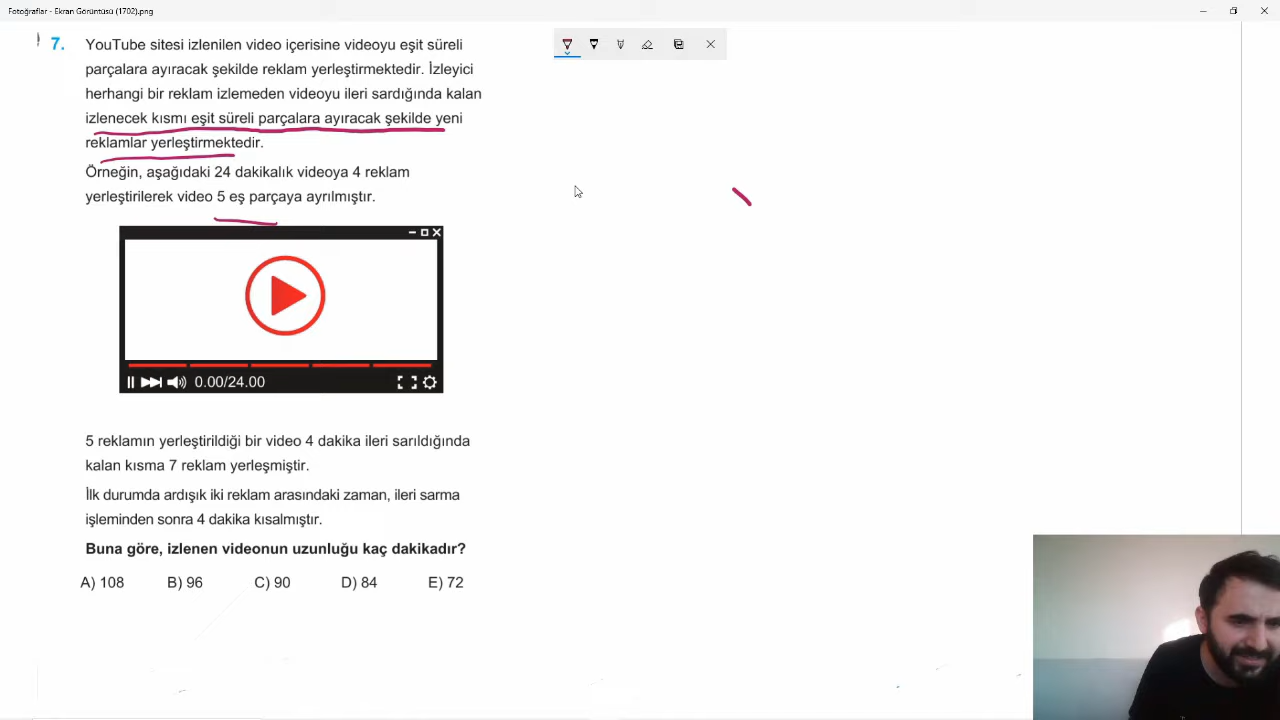 Fotoğraflar - Ekran Görüntüsü (1702).png
7. YouTube sitesi izlenilen video içerisine videoyu eşit süreli
parçalara ayıracak şekilde reklam yerleştirmektedir. İzleyici
herhangi bir reklam izlemeden videoyu ileri sardığında kalan
izlenecek kısmı eşit süreli parçalara ayıracak şekilde yeni
reklamlar yerleştirmektedir.
Örneğin, aşağıdaki 24 dakikalık videoya 4 reklam
yerleştirilerek video 5 eş parçaya ayrılmıştır.
0.00/24.00
5 reklamın yerleştirildiği bir video 4 dakika ileri sarıldığında
kalan kısma 7 reklam yerleşmiştir.
İlk durumda ardışık iki reklam arasındaki zaman, ileri sarma
işleminden sonra 4 dakika kısalmıştır.
Buna göre, izlenen videonun uzunluğu kaç dakikadır?
A) 108 B) 96 C) 90 D) 84 E) 72